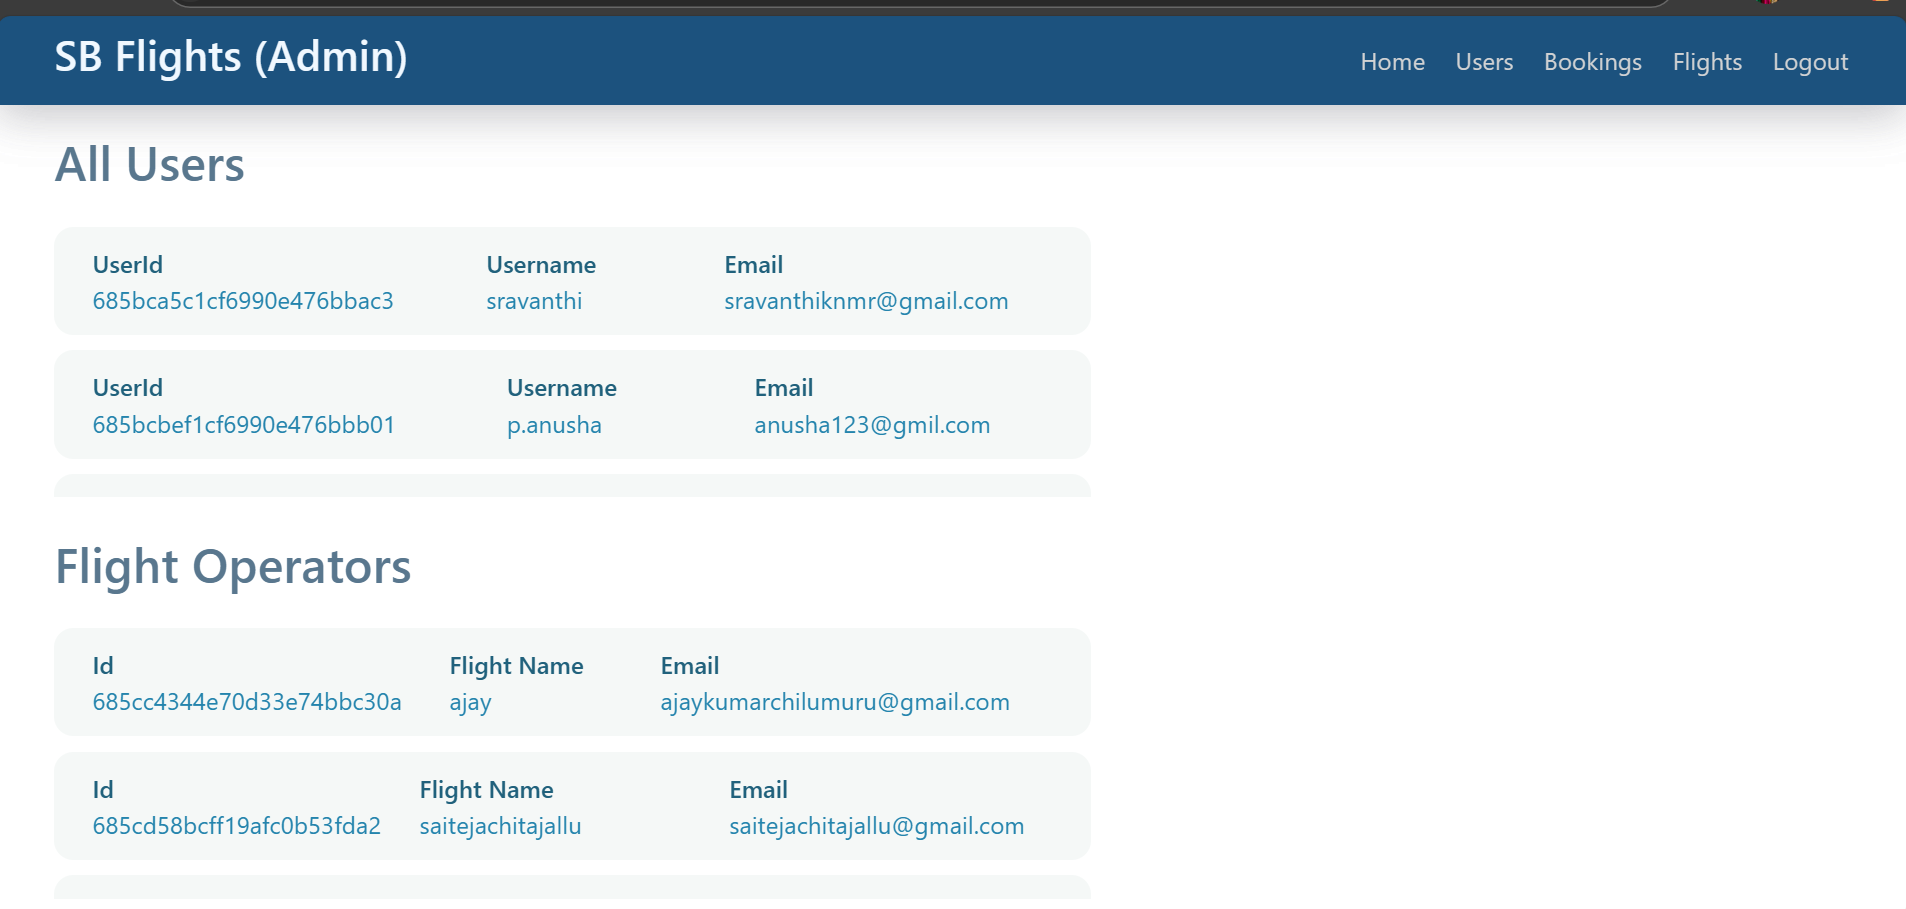 SB Flights (Admin)
Home Users Bookings Flights Logout
All Users
UserId Username Email
685bca5c1cf6990e476bbac3 sravanthi sravanthiknmr@gmail.com
UserId Username Email
685bcbef1cf6990e476bbb01 p.anusha anusha123@gmil.com
Flight Operators
Id Flight Name Email
685cc4344e70d33e74bbc30a ajay ajaykumarchilumuru@gmail.com
Id Flight Name Email
685cd58bcff19afc0b53fda2 saitejachitajallu saitejachitajallu@gmail.com